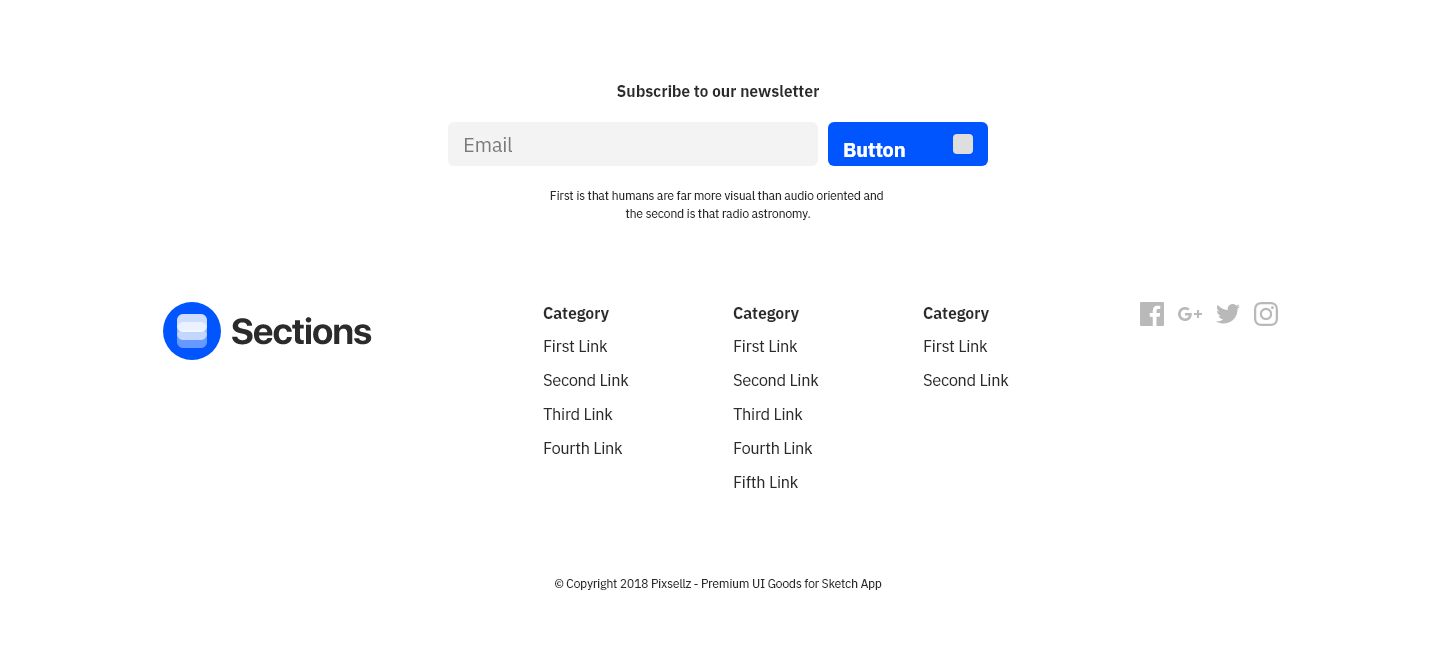 Subscribe to our newsletter
Email
Button
First is that humans are far more visual than audio oriented and
the second is that radio astronomy.
Sections
Category
First Link
Second Link
Third Link
Fourth Link
Category
First Link
Second Link
Third Link
Fourth Link
Fifth Link
Category
First Link
Second Link
© Copyright 2018 Pixsellz - Premium UI Goods for Sketch App